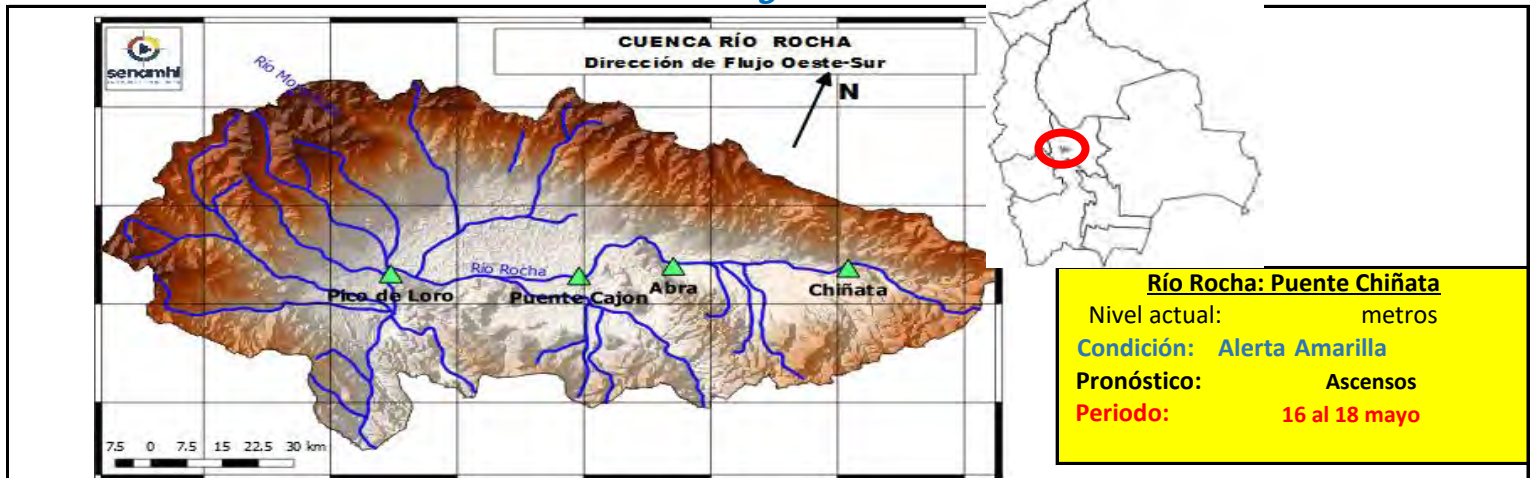 senamhi
CUENCA RÍO ROCHA
Dirección de Flujo Oeste-Sur
N
Río Rocha
Pico de Loro
Puente Cajon
Abra
Chiñata
7.5 0 7.5 15 22.5 30 km
Río Rocha: Puente Chiñata
Nivel actual: metros
Condición: Alerta Amarilla
Pronóstico: Ascensos
Periodo: 16 al 18 mayo